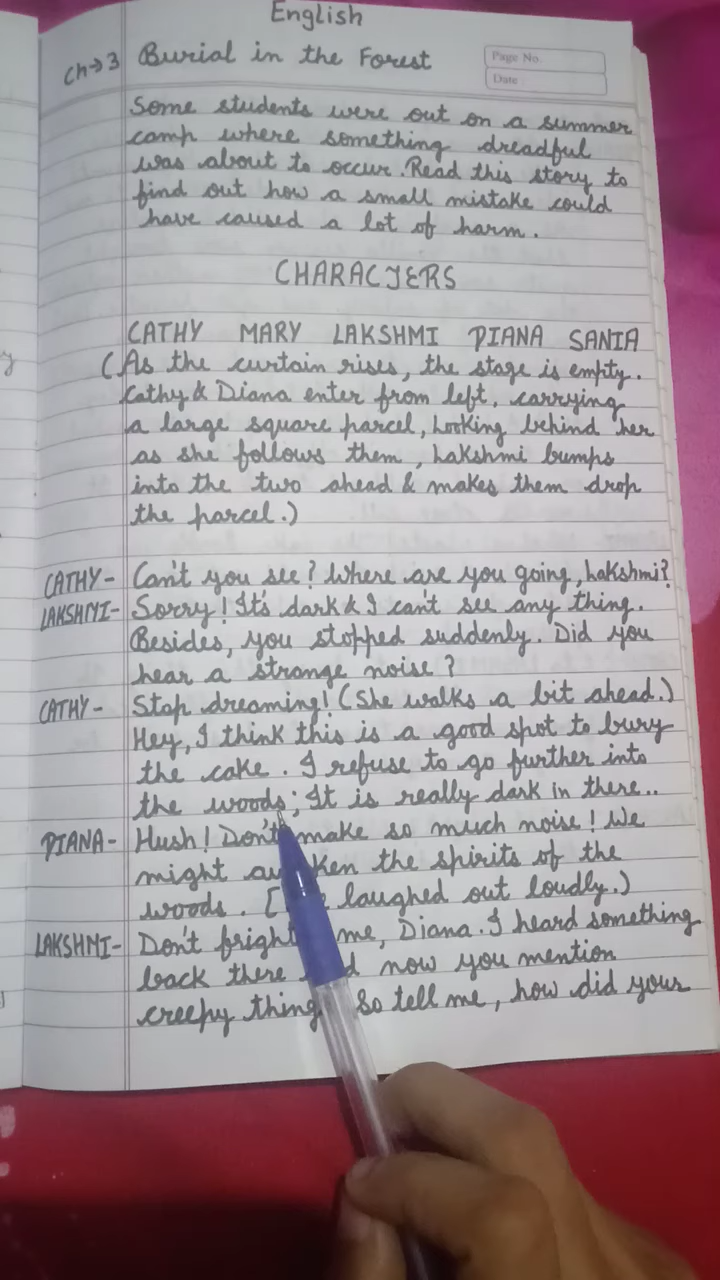 English
Ch→3 Burial in the Forest
Page No.
Date
Some students were out on a summer
camp where something dreadful
was about to occur. Read this story to
find out how a small mistake could
have caused a lot of harm.
CHARACTERS
CATHY MARY LAKSHMI DIANA SANIA
(As the curtain rises, the stage is empty.
Cathy & Diana enter from left, carrying
a large square parcel, Looking behind her
as she follows them, Lakshmi bumps
into the two ahead & makes them drop
the parcel.)
CATHY- Can't you see? Where are you going, Lakshmi?
LAKSHMI- Sorry! It's dark & I can't see any thing.
Besides, you stopped suddenly. Did you
hear a strange noise?
CATHY- Stop dreaming! (She walks a bit ahead.)
Hey, I think this is a good spot to bury
the cake. I refuse to go further into
the woods; It is really dark in there..
DIANA- Hush! Don't make so much noise! We
might the spirits of the
woods. laughed out loudly.)
LAKSHMI- Don't me, Diana. I heard something
back there now you mention
creepy so tell me, how did your